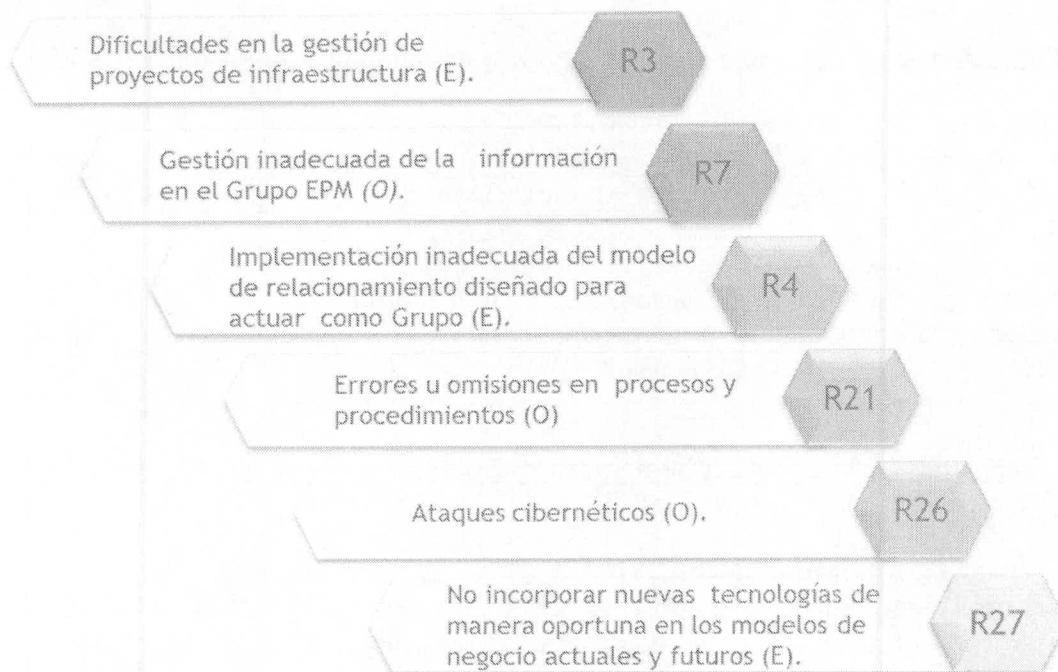 Dificultades en la gestión de
proyectos de infraestructura (E).
R3
Gestión inadecuada de la información
en el Grupo EPM (O).
R7
Implementación inadecuada del modelo
de relacionamiento diseñado para
actuar como Grupo (E).
R4
Errores u omisiones en procesos y
procedimientos (O)
R21
Ataques cibernéticos (O).
R26
No incorporar nuevas tecnologías de
manera oportuna en los modelos de
negocio actuales y futuros (E).
R27